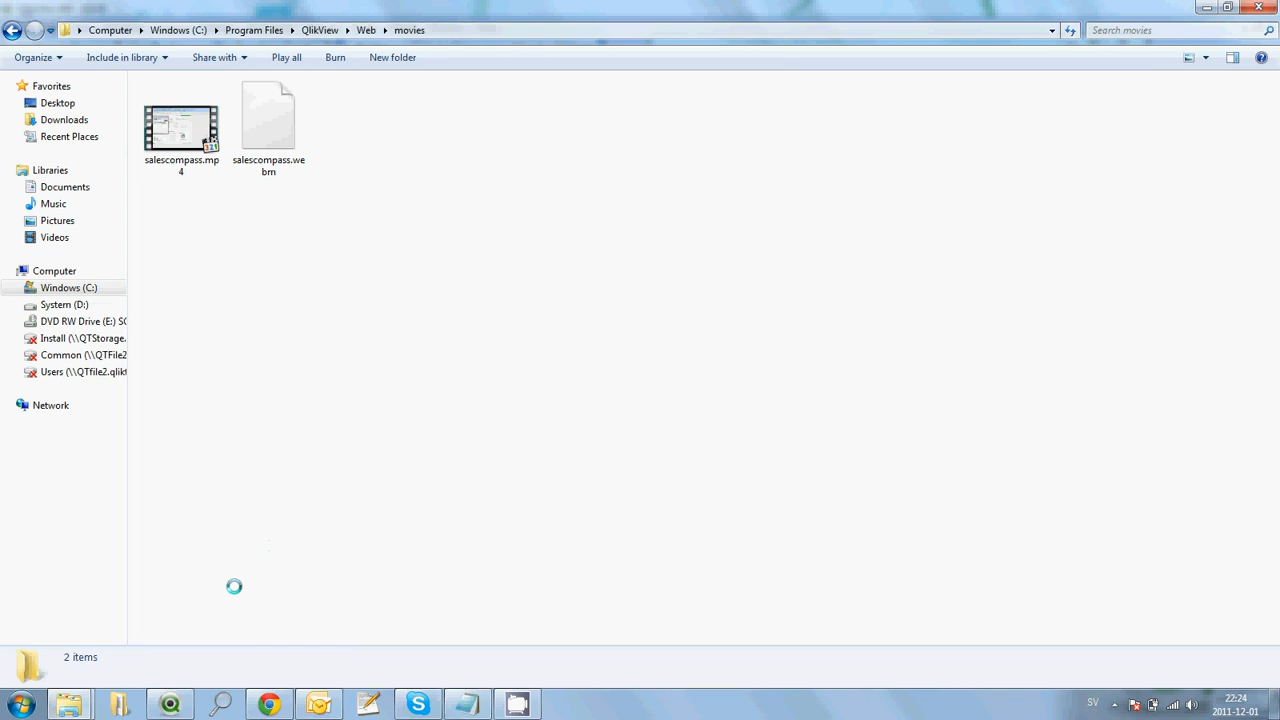 Computer Windows (C:) Program Files QlikView Web movies
Search movies
Organize Include in library Share with Play all Burn New folder
Favorites
Desktop
Downloads
Recent Places
Libraries
Documents
Music
Pictures
Videos
Computer
Windows (C:)
System (D:)
DVD RW Drive (E:) SC
Install (\\QTStorage.
Common (\\QTFile2
Users (\\QTfile2.qlikt
Network
salescompass.mp
4
salescompass.we
bm
2 items
SV
22:24
2011-12-01